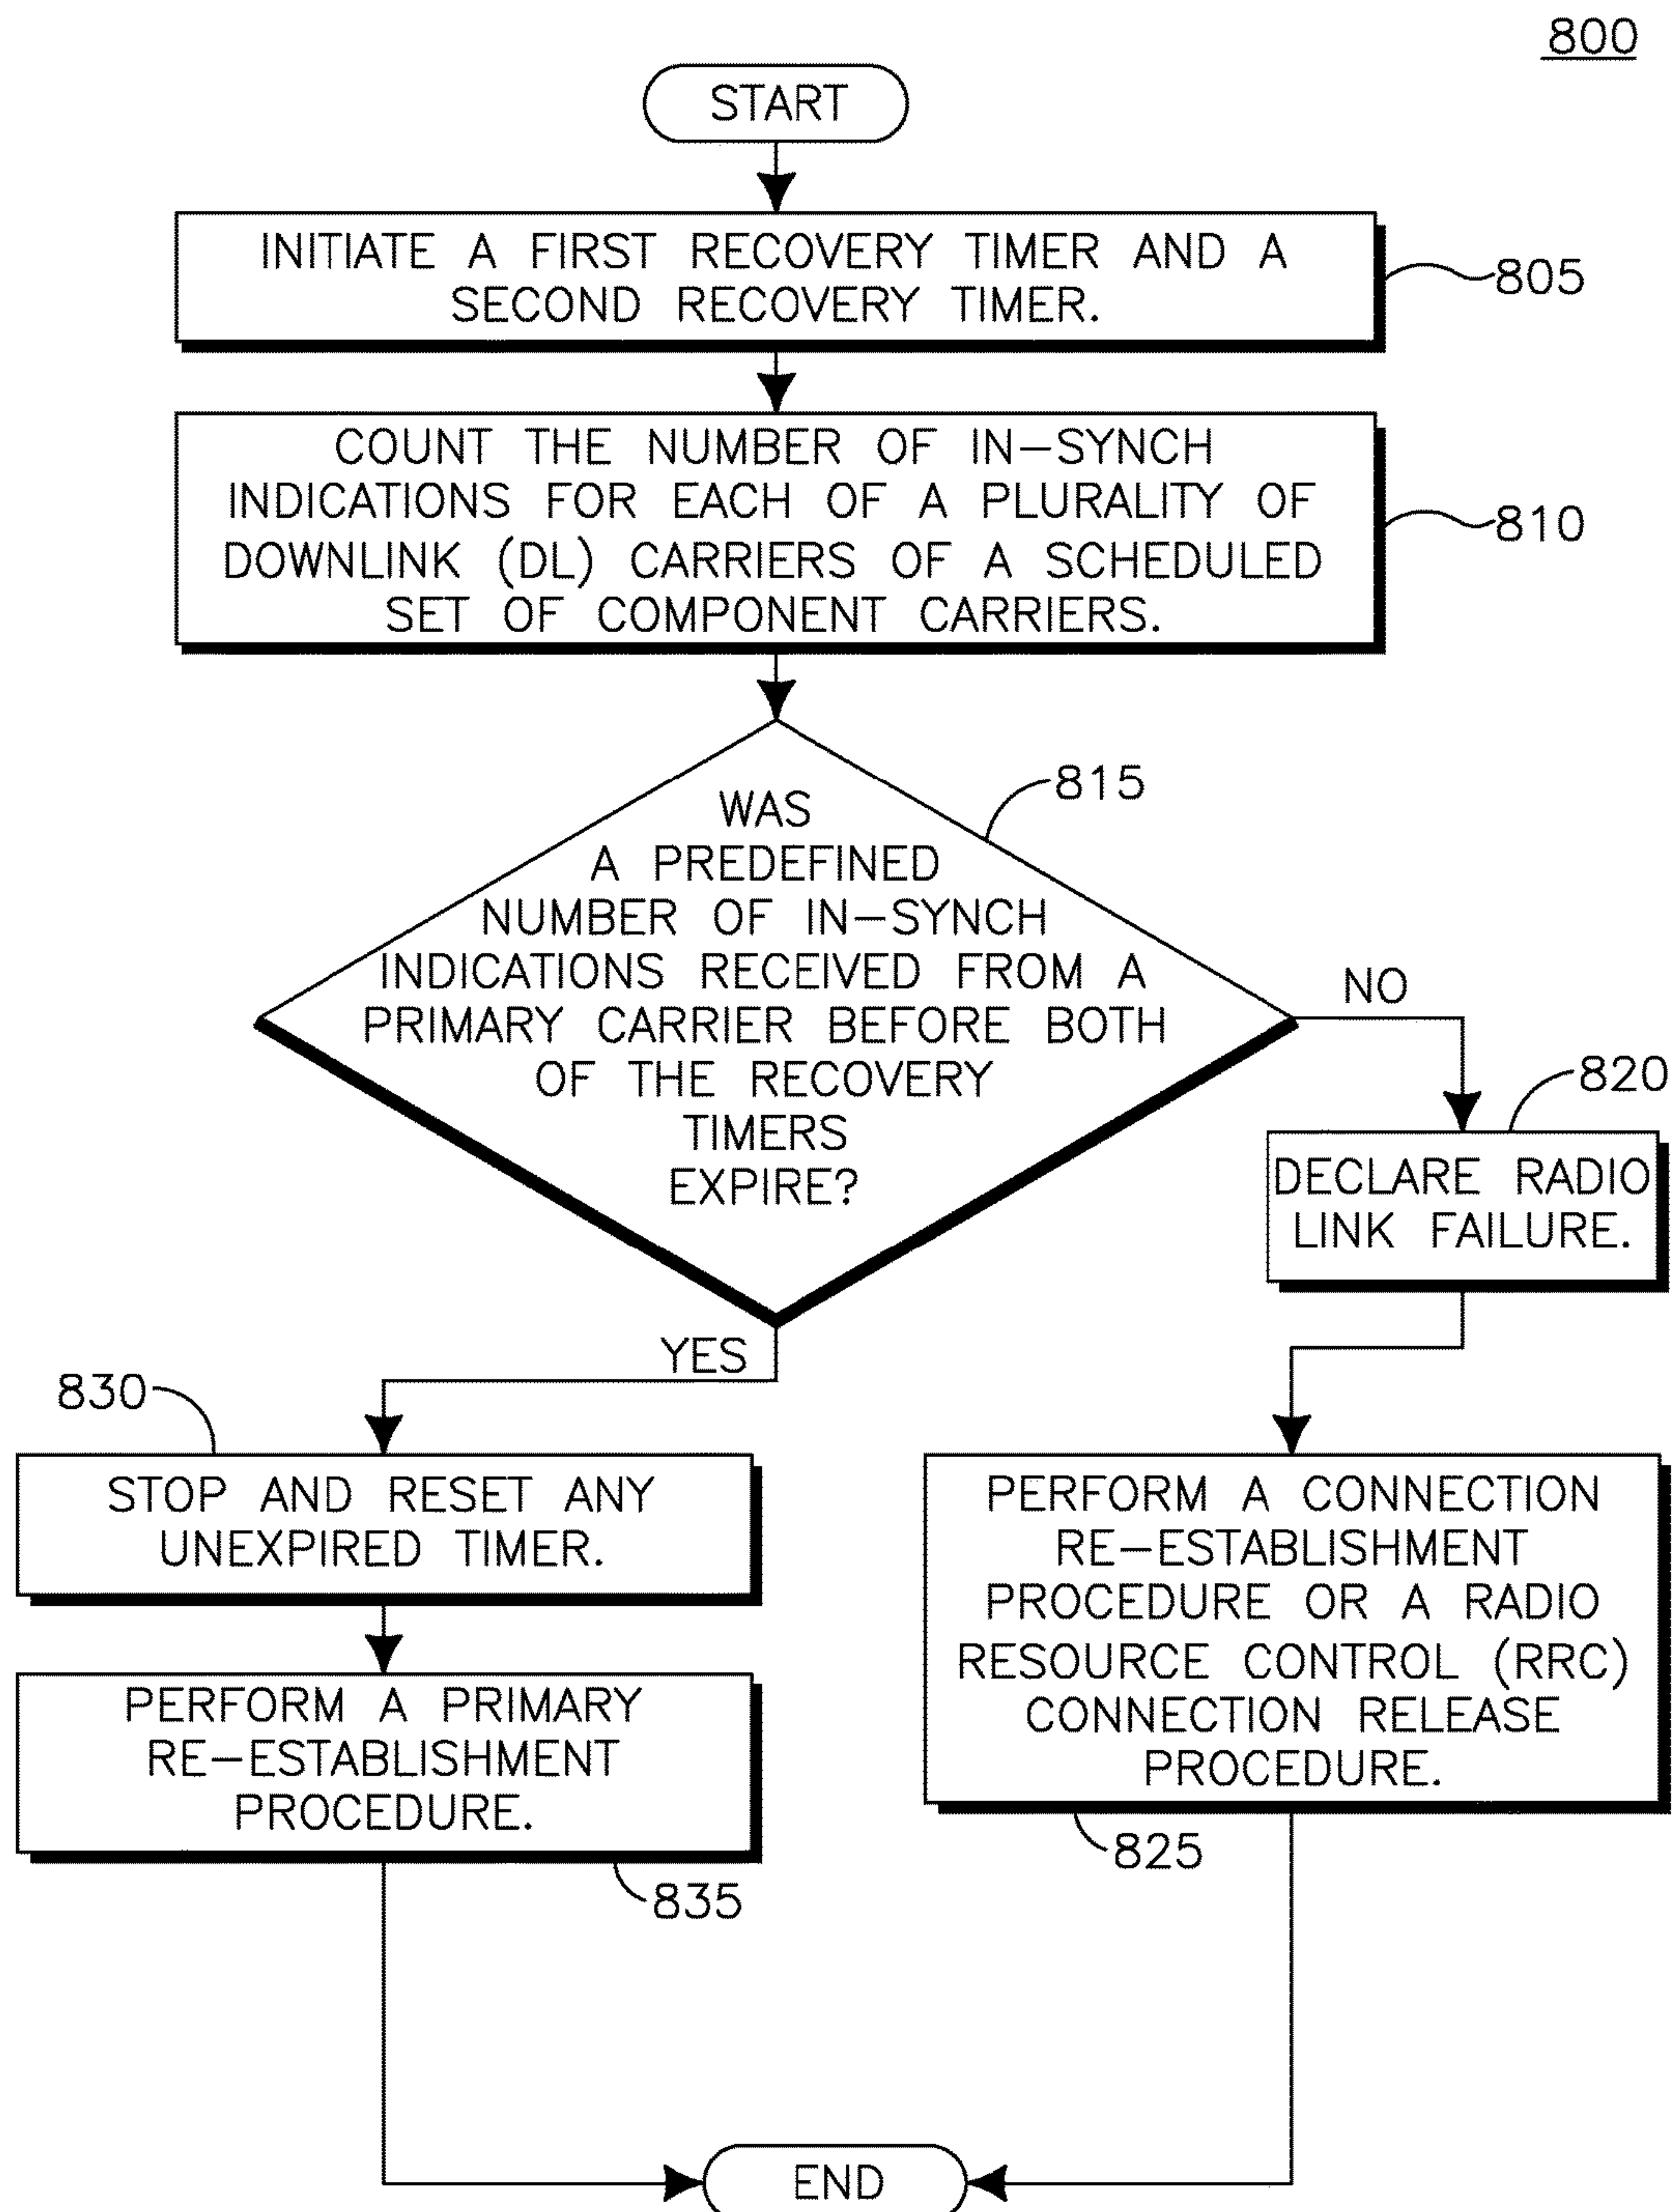 800
START
INITIATE A FIRST RECOVERY TIMER AND A
SECOND RECOVERY TIMER.
805
COUNT THE NUMBER OF IN-SYNCH
INDICATIONS FOR EACH OF A PLURALITY OF
DOWNLINK (DL) CARRIERS OF A SCHEDULED
SET OF COMPONENT CARRIERS.
810
815
WAS
A PREDEFINED
NUMBER OF IN-SYNCH
INDICATIONS RECEIVED FROM A
PRIMARY CARRIER BEFORE BOTH
OF THE RECOVERY
TIMERS
EXPIRE?
NO
820
DECLARE RADIO
LINK FAILURE.
YES
830
STOP AND RESET ANY
UNEXPIRED TIMER.
PERFORM A PRIMARY
RE-ESTABLISHMENT
PROCEDURE.
835
PERFORM A CONNECTION
RE-ESTABLISHMENT
PROCEDURE OR A RADIO
RESOURCE CONTROL (RRC)
CONNECTION RELEASE
PROCEDURE.
825
END